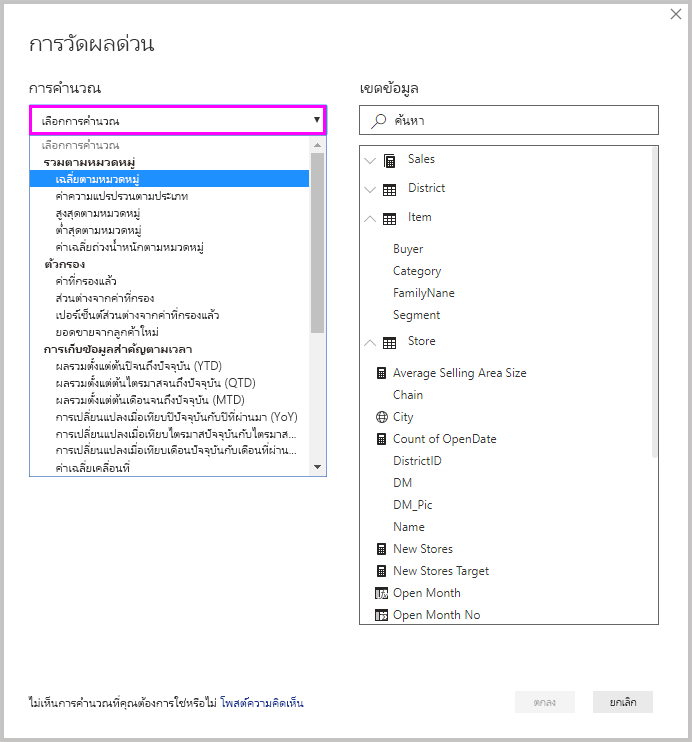 การวัดผลด่วน
การคำนวณ
เลือกการคำนวณ
เลือกการคำนวณ
รวมตามหมวดหมู่
เฉลี่ยตามหมวดหมู่
ค่าความแปรปรวนตามประเภท
สูงสุดตามหมวดหมู่
ต่ำสุดตามหมวดหมู่
ค่าเฉลี่ยถ่วงน้ำหนักตามหมวดหมู่
ตัวกรอง
ค่าที่กรองแล้ว
ส่วนต่างจากค่าที่กรอง
เปอร์เซ็นต์ส่วนต่างจากค่าที่กรองแล้ว
ยอดขายจากลูกค้าใหม่
การเก็บข้อมูลสำคัญตามเวลา
ผลรวมตั้งแต่ต้นปีจนถึงปัจจุบัน (YTD)
ผลรวมตั้งแต่ต้นไตรมาสจนถึงปัจจุบัน (QTD)
ผลรวมตั้งแต่ต้นเดือนจนถึงปัจจุบัน (MTD)
การเปลี่ยนแปลงเมื่อเทียบปีปัจจุบันกับปีที่ผ่านมา (YoY)
การเปลี่ยนแปลงเมื่อเทียบไตรมาสปัจจุบันกับไตรมาส...
การเปลี่ยนแปลงเมื่อเทียบเดือนปัจจุบันกับเดือนที่ผ่าน...
ค่าเฉลี่ยเคลื่อนที่
เขตข้อมูล
ค้นหา
Sales
District
Item
Buyer
Category
FamilyNane
Segment
Store
Average Selling Area Size
Chain
City
Count of OpenDate
DistrictID
DM
DM_Pic
Name
New Stores
New Stores Target
Open Month
Open Month No
ไม่เห็นการคำนวณที่คุณต้องการใช่หรือไม่ โพสต์ความคิดเห็น
ตกลง
ยกเลิก